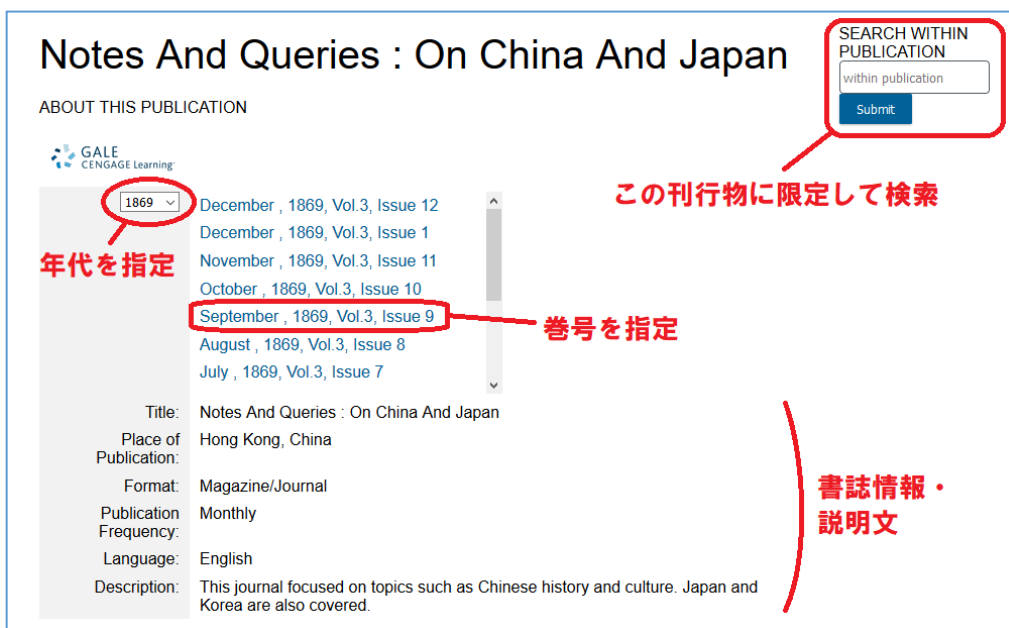 Notes And Queries : On China And Japan
SEARCH WITHIN
PUBLICATION
within publication
Submit
ABOUT THIS PUBLICATION
GALE
CENGAGE Learning
この刊行物に限定して検索
1869
年代を指定
December , 1869, Vol.3, Issue 12
December , 1869, Vol.3, Issue 1
November , 1869, Vol.3, Issue 11
October , 1869, Vol.3, Issue 10
September , 1869, Vol.3, Issue 9
巻号を指定
August , 1869, Vol.3, Issue 8
July , 1869, Vol.3, Issue 7
Title: Notes And Queries : On China And Japan
Place of Publication: Hong Kong, China
Format: Magazine/Journal
Publication Frequency: Monthly
Language: English
Description: This journal focused on topics such as Chinese history and culture. Japan and
Korea are also covered.
書誌情報・
説明文